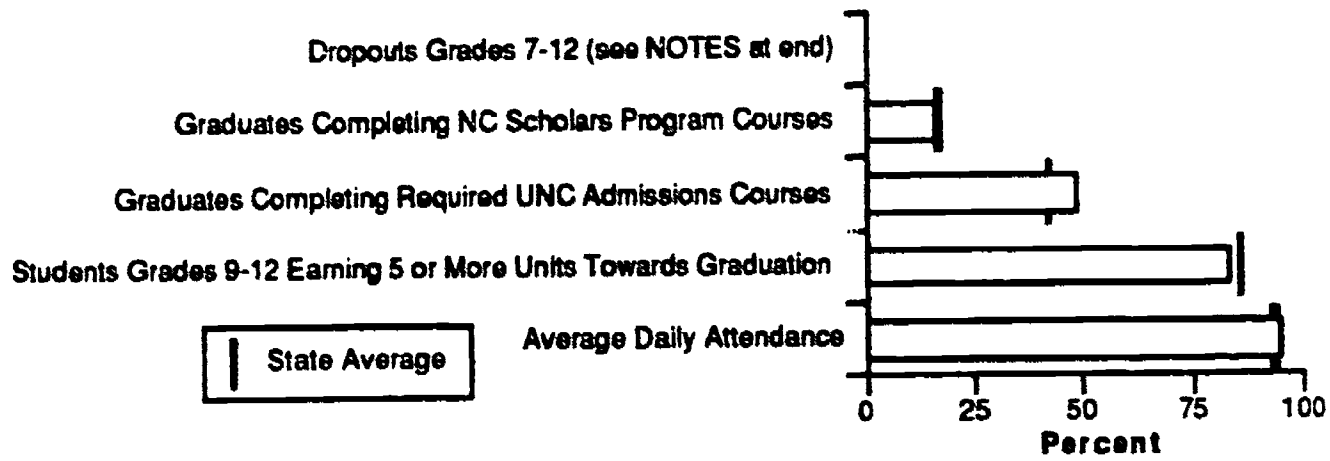 Dropouts Grades 7-12 (see NOTES at end)
Graduates Completing NC Scholars Program Courses
Graduates Completing Required UNC Admissions Courses
Students Grades 9-12 Earning 5 or More Units Towards Graduation
Average Daily Attendance
State Average
0 25 50 75 100
Percent